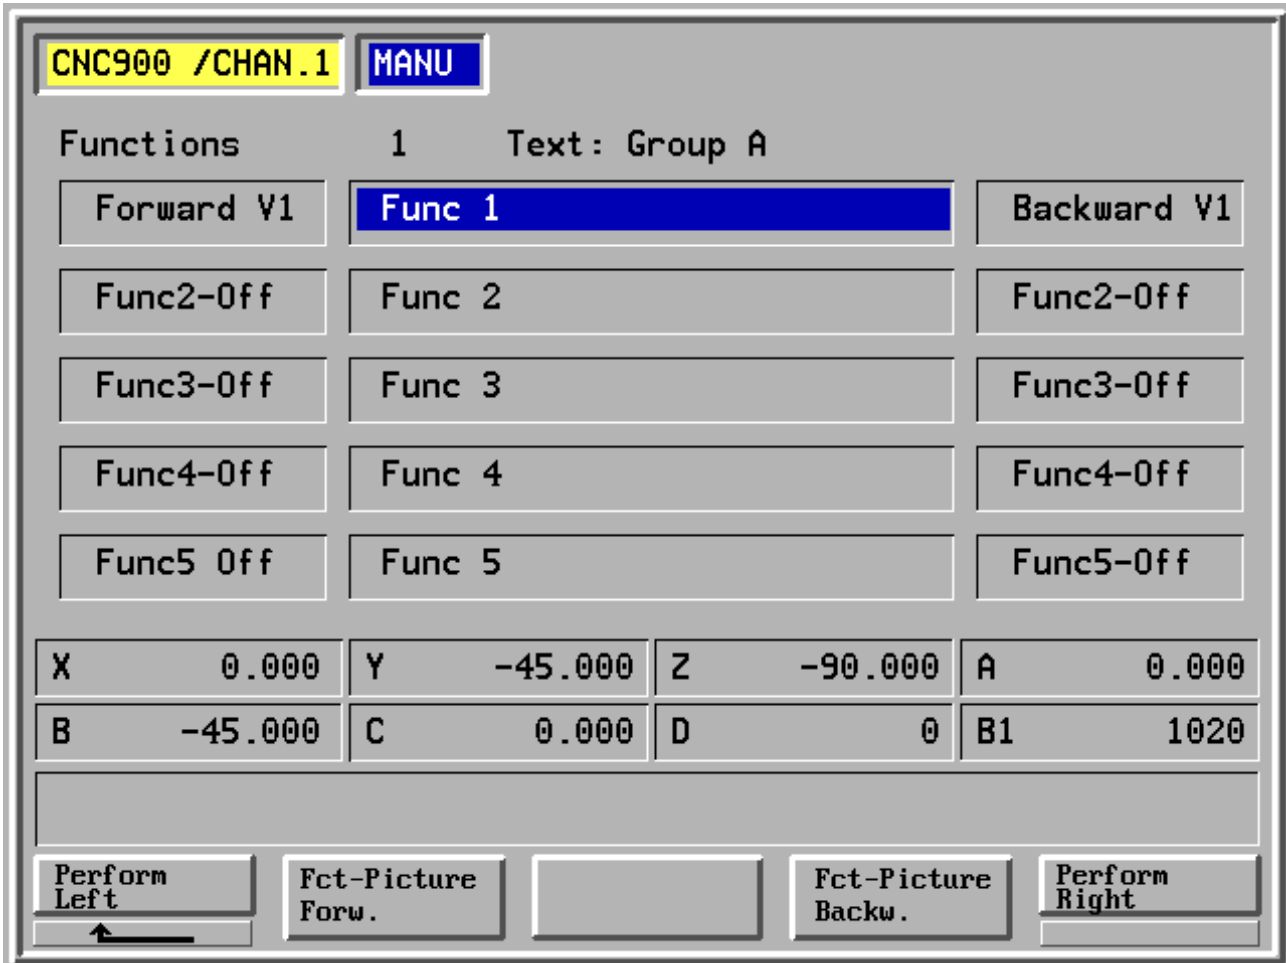 CNC900 /CHAN.1 MANU
Functions 1 Text: Group A
Forward V1 Func 1 Backward V1
Func2-Off Func 2 Func2-Off
Func3-Off Func 3 Func3-Off
Func4-Off Func 4 Func4-Off
Func5 Off Func 5 Func5-Off
X 0.000 Y -45.000 Z -90.000 A 0.000
B -45.000 C 0.000 D 0 B1 1020
Perform Fct-Picture Fct-Picture Perform
Left Forw. Backw. Right